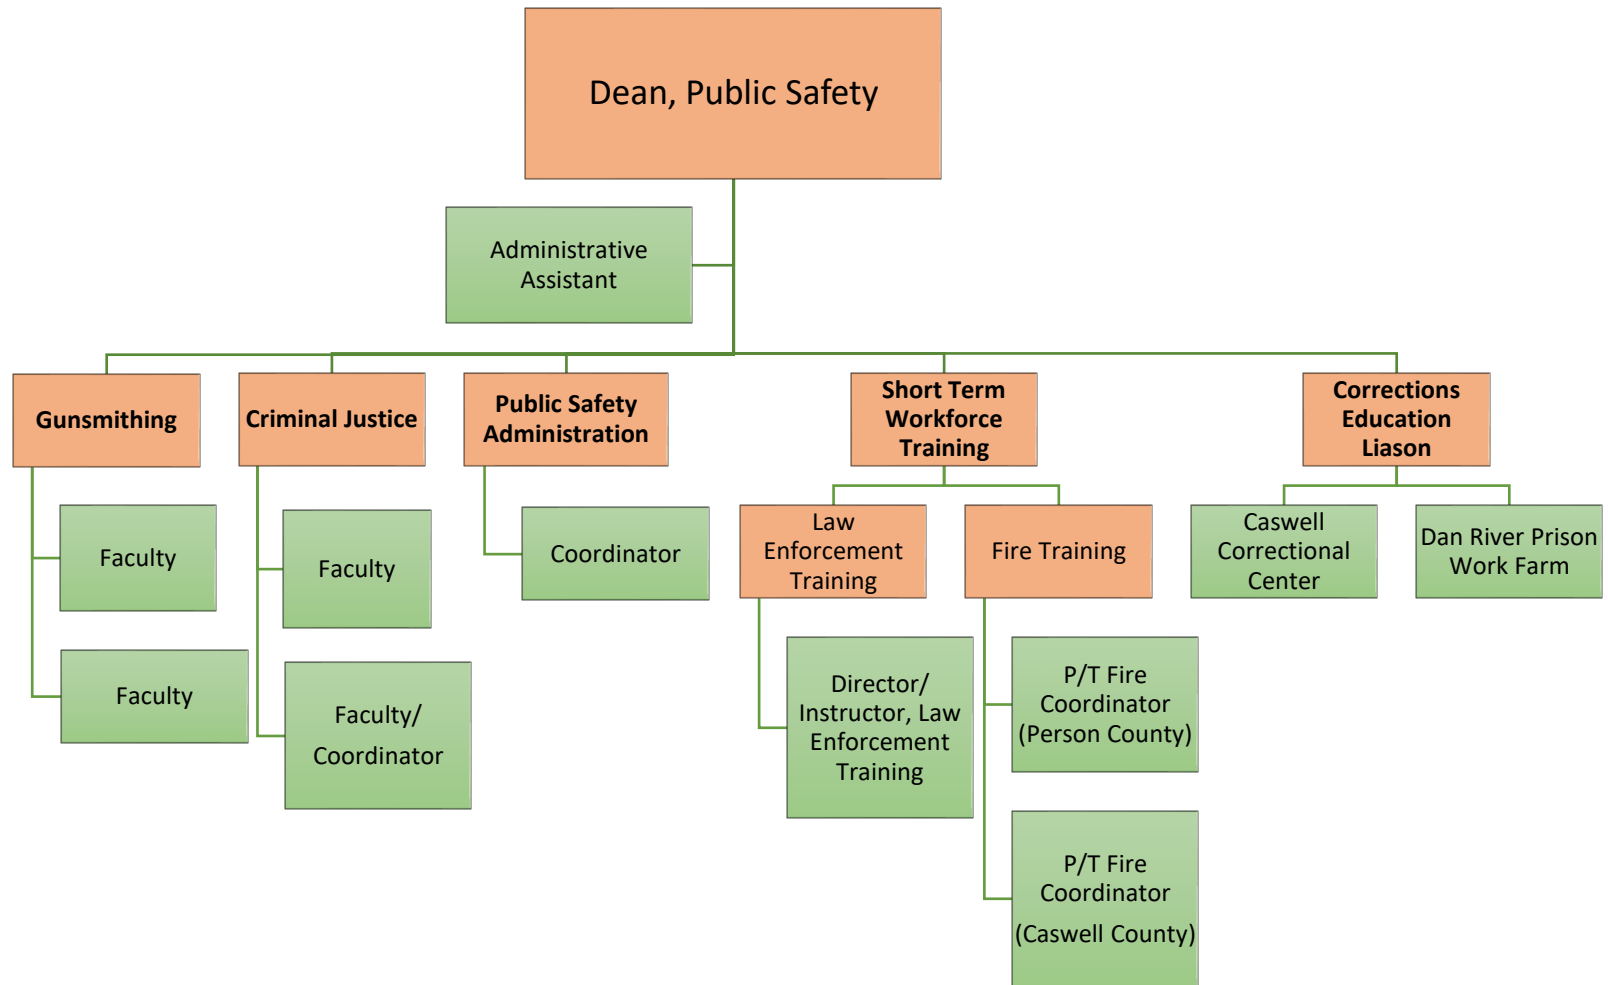 Dean, Public Safety
Administrative
Assistant
Gunsmithing
Criminal Justice
Public Safety
Administration
Short Term
Workforce
Training
Corrections
Education
Liason
Faculty
Faculty
Faculty
Faculty/
Coordinator
Coordinator
Law
Enforcement
Training
Director/
Instructor, Law
Enforcement
Training
Fire Training
P/T Fire
Coordinator
(Person County)
P/T Fire
Coordinator
(Caswell County)
Caswell
Correctional
Center
Dan River Prison
Work Farm